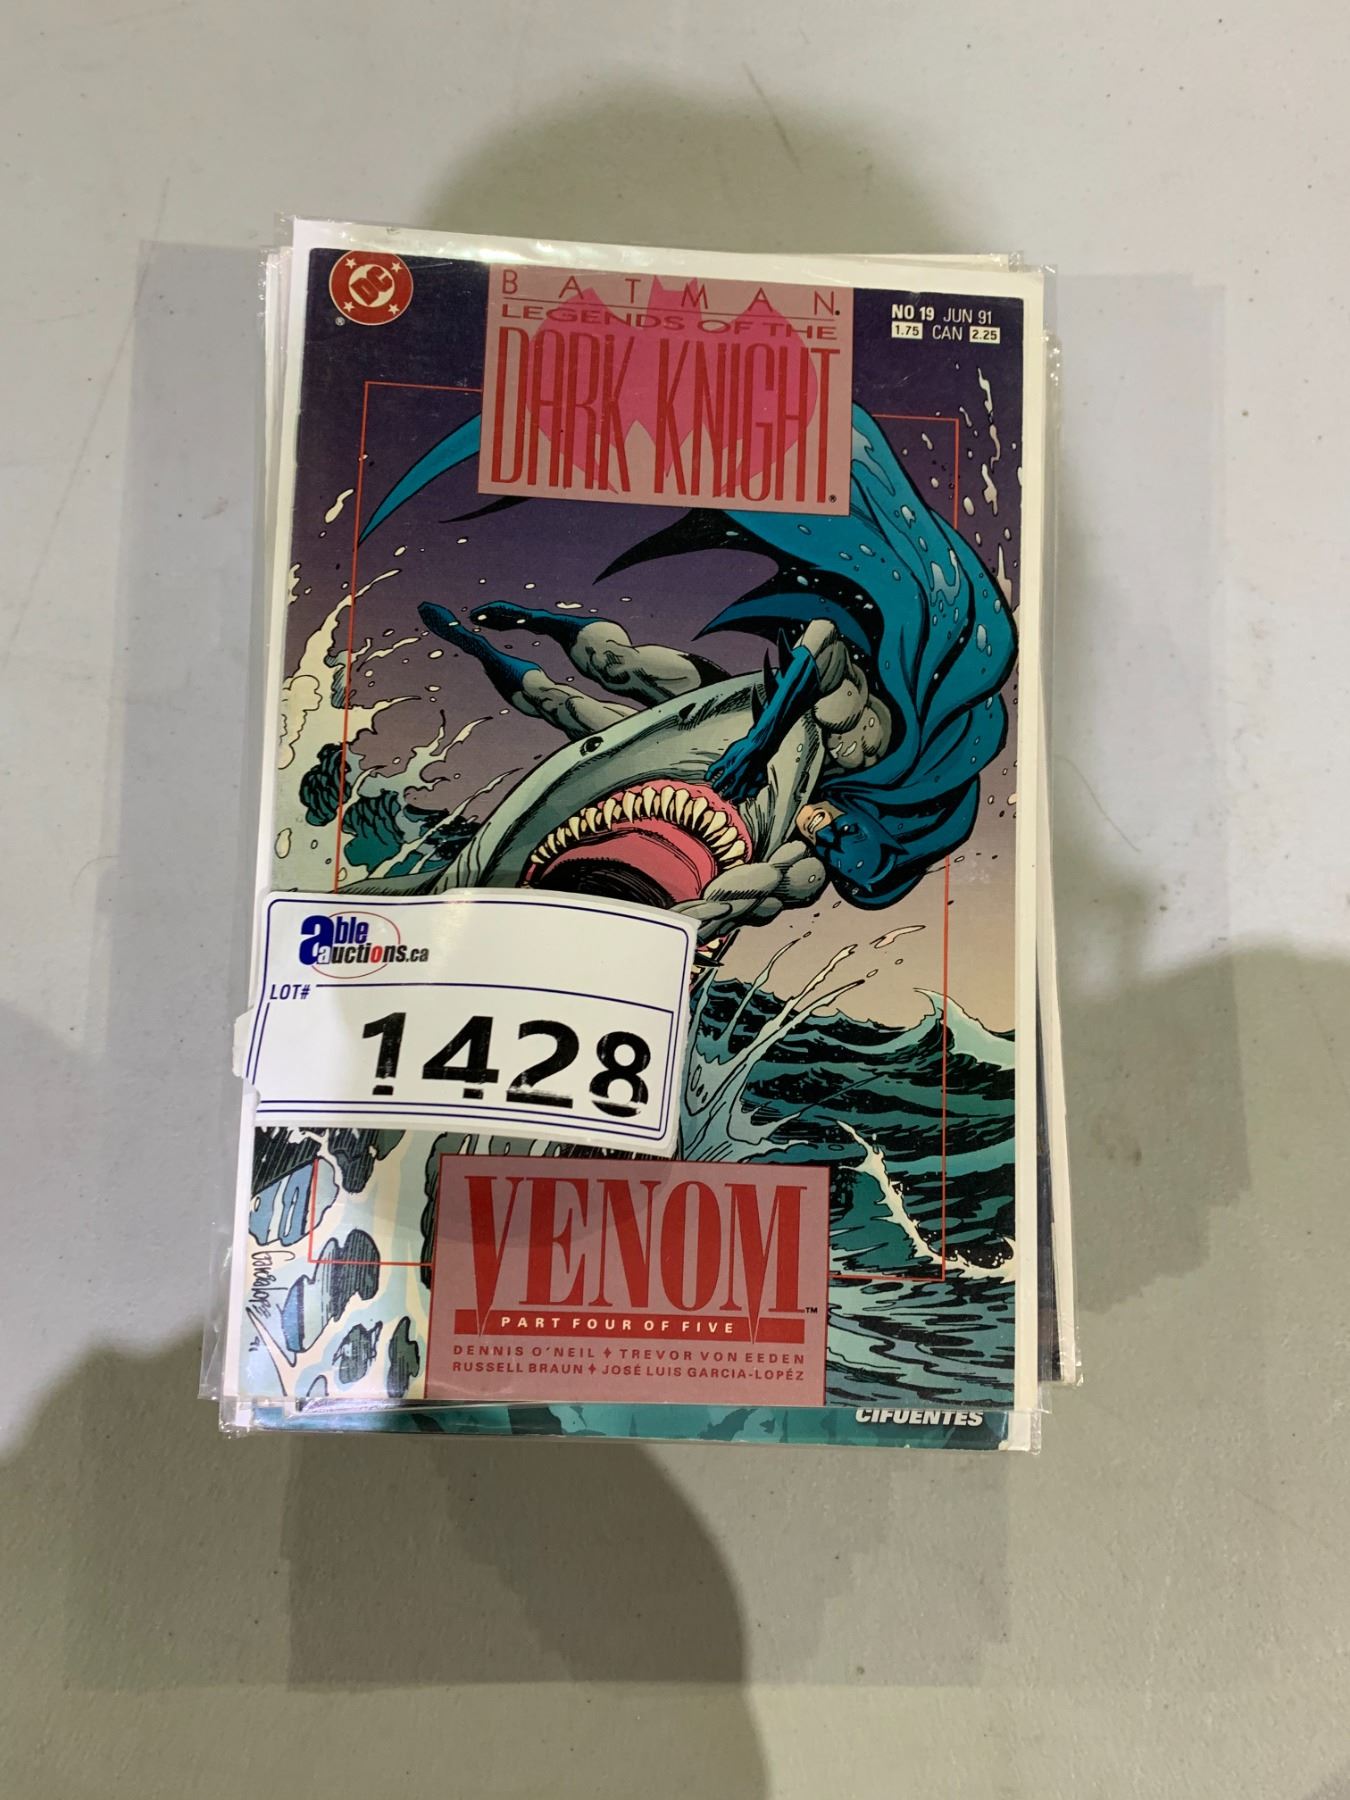 DC
®
BATMAN.
LEGENDS OF THE
DARK KNIGHT®
NO 19 JUN 91
1.75 CAN 2.25
able
auctions.ca
LOT#
1428
VENOM™
PART FOUR OF FIVE
DENNIS O'NEIL ♦ TREVOR VON EEDEN
RUSSELL BRAUN ♦ JOSÉ LUIS GARCIA-LOPÉZ
CIFUENTES